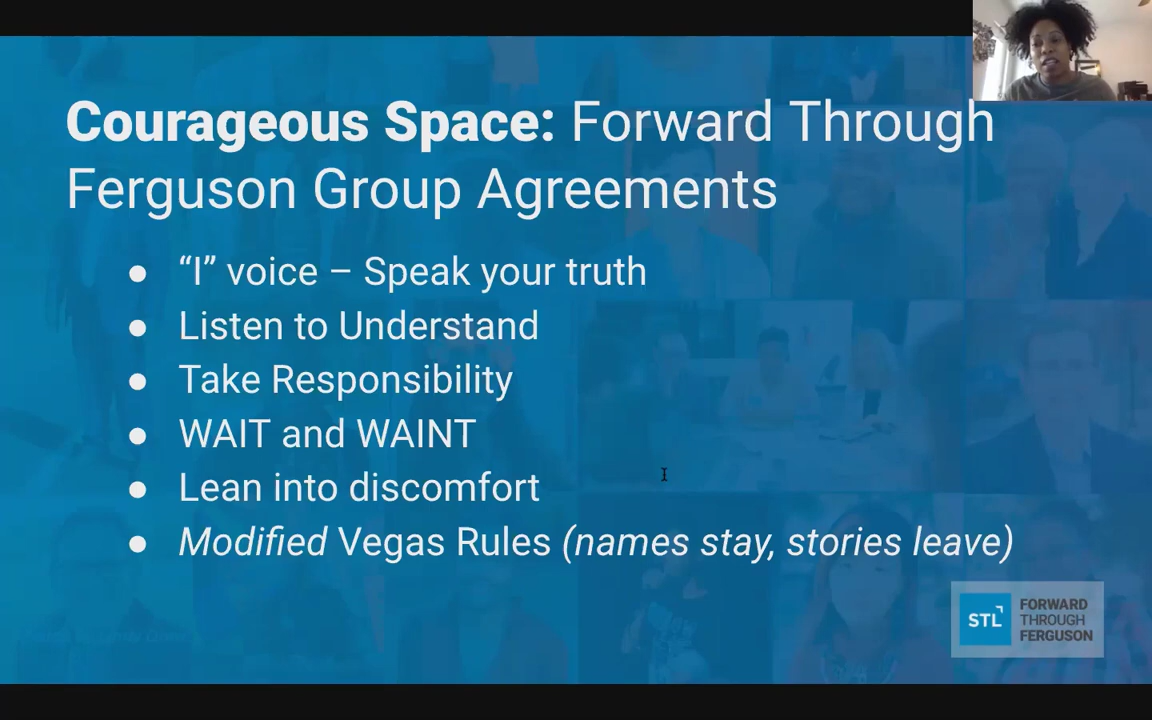 Courageous Space: Forward Through
Ferguson Group Agreements
● “I” voice – Speak your truth
● Listen to Understand
● Take Responsibility
● WAIT and WAINT
● Lean into discomfort
● Modified Vegas Rules (names stay, stories leave)
STL
FORWARD
THROUGH
FERGUSON